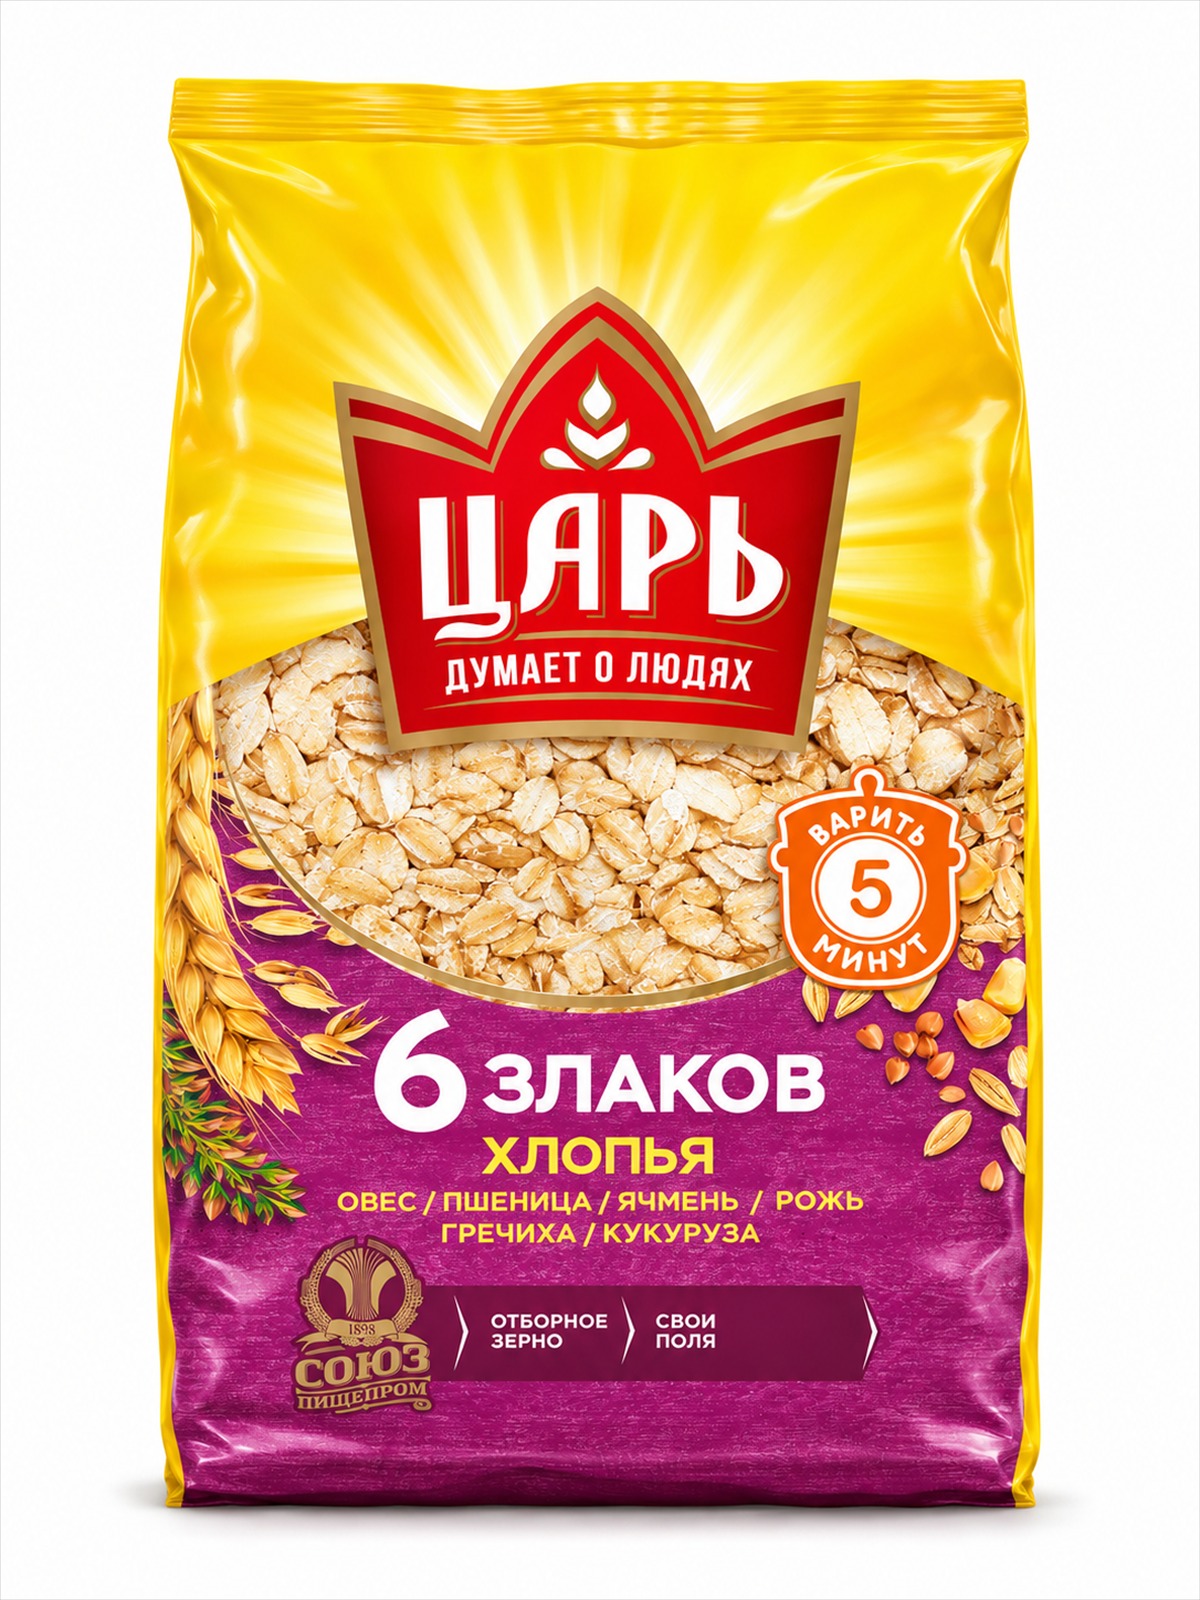 ЦАРЬ
ДУМАЕТ О ЛЮДЯХ
ВАРИТЬ
5
МИНУТ
6 ЗЛАКОВ
ХЛОПЬЯ
ОВЕС / ПШЕНИЦА / ЯЧМЕНЬ / РОЖЬ
ГРЕЧИХА / КУКУРУЗА
1898
СОЮЗ
ПИЩЕПРОМ
ОТБОРНОЕ
ЗЕРНО
СВОИ
ПОЛЯ